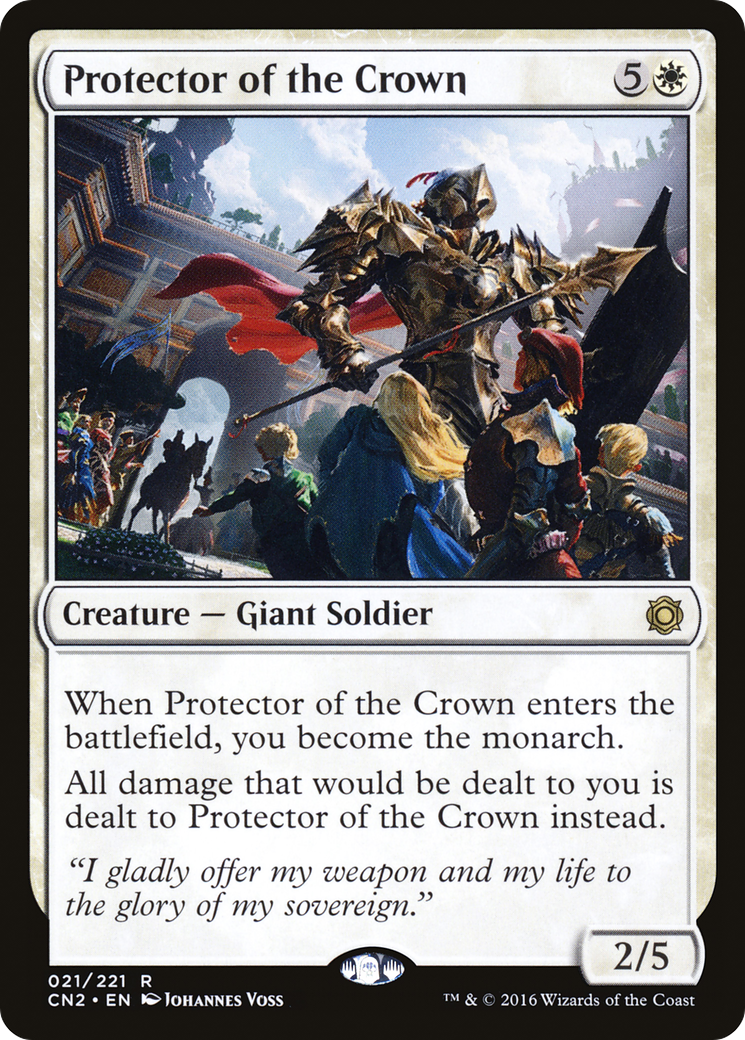 Protector of the Crown 5
Creature — Giant Soldier
When Protector of the Crown enters the
battlefield, you become the monarch.
All damage that would be dealt to you is
dealt to Protector of the Crown instead.
“I gladly offer my weapon and my life to
the glory of my sovereign.”
2/5
021/221 R
CN2 • EN Johannes Voss
™ & © 2016 Wizards of the Coast